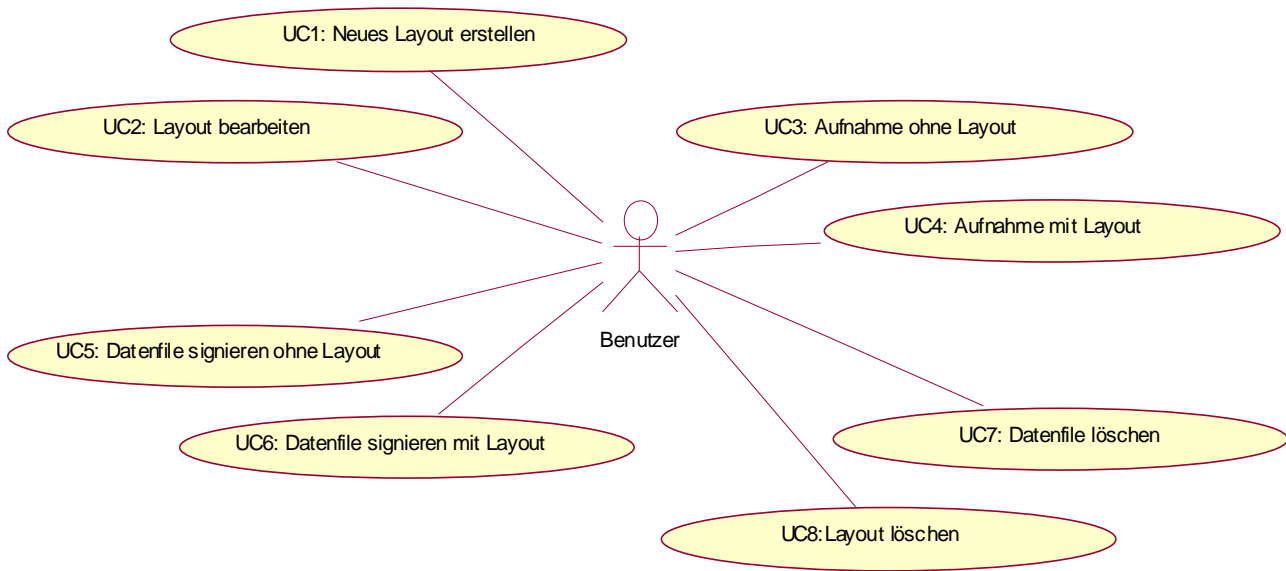 UC1: Neues Layout erstellen
UC2: Layout bearbeiten
UC3: Aufnahme ohne Layout
UC4: Aufnahme mit Layout
Benutzer
UC5: Datenfile signieren ohne Layout
UC6: Datenfile signieren mit Layout
UC7: Datenfile löschen
UC8:Layout löschen